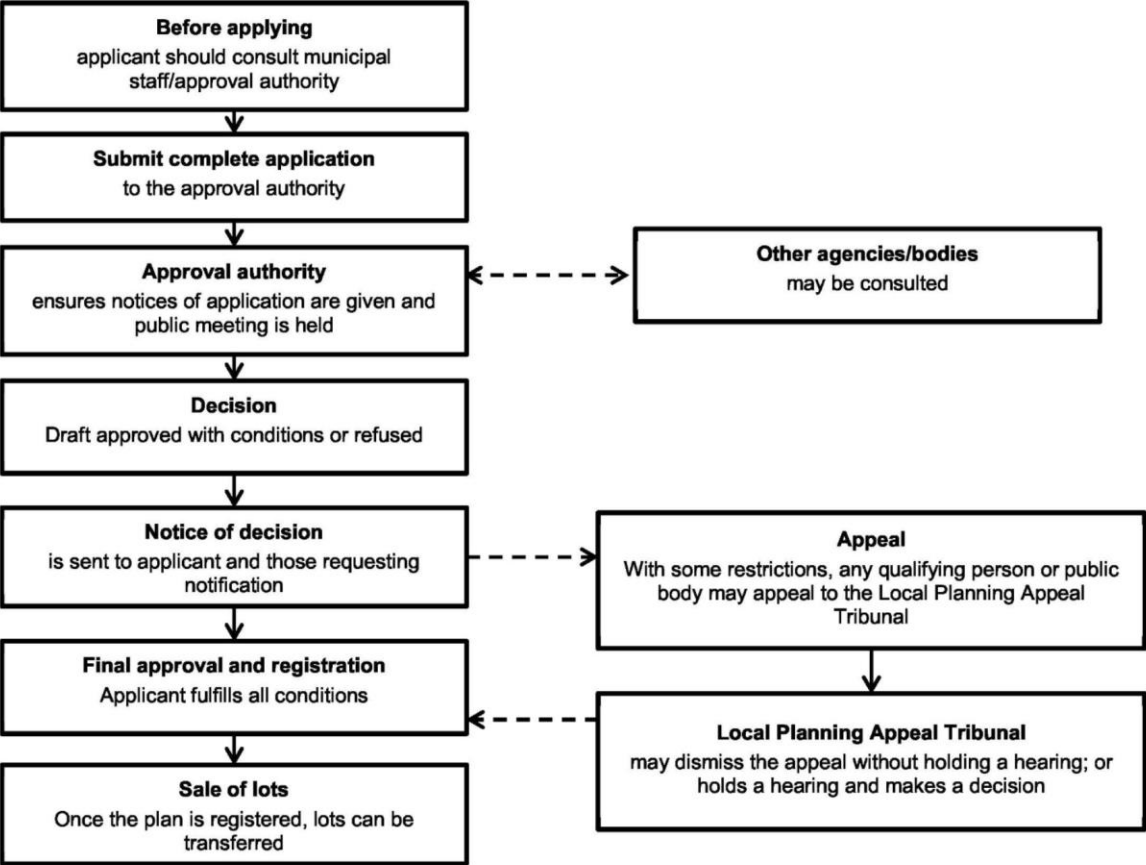 Before applying
applicant should consult municipal
staff/approval authority
Submit complete application
to the approval authority
Approval authority
ensures notices of application are given and
public meeting is held
Other agencies/bodies
may be consulted
Decision
Draft approved with conditions or refused
Notice of decision
is sent to applicant and those requesting
notification
Appeal
With some restrictions, any qualifying person or public
body may appeal to the Local Planning Appeal
Tribunal
Final approval and registration
Applicant fulfills all conditions
Local Planning Appeal Tribunal
may dismiss the appeal without holding a hearing; or
holds a hearing and makes a decision
Sale of lots
Once the plan is registered, lots can be
transferred